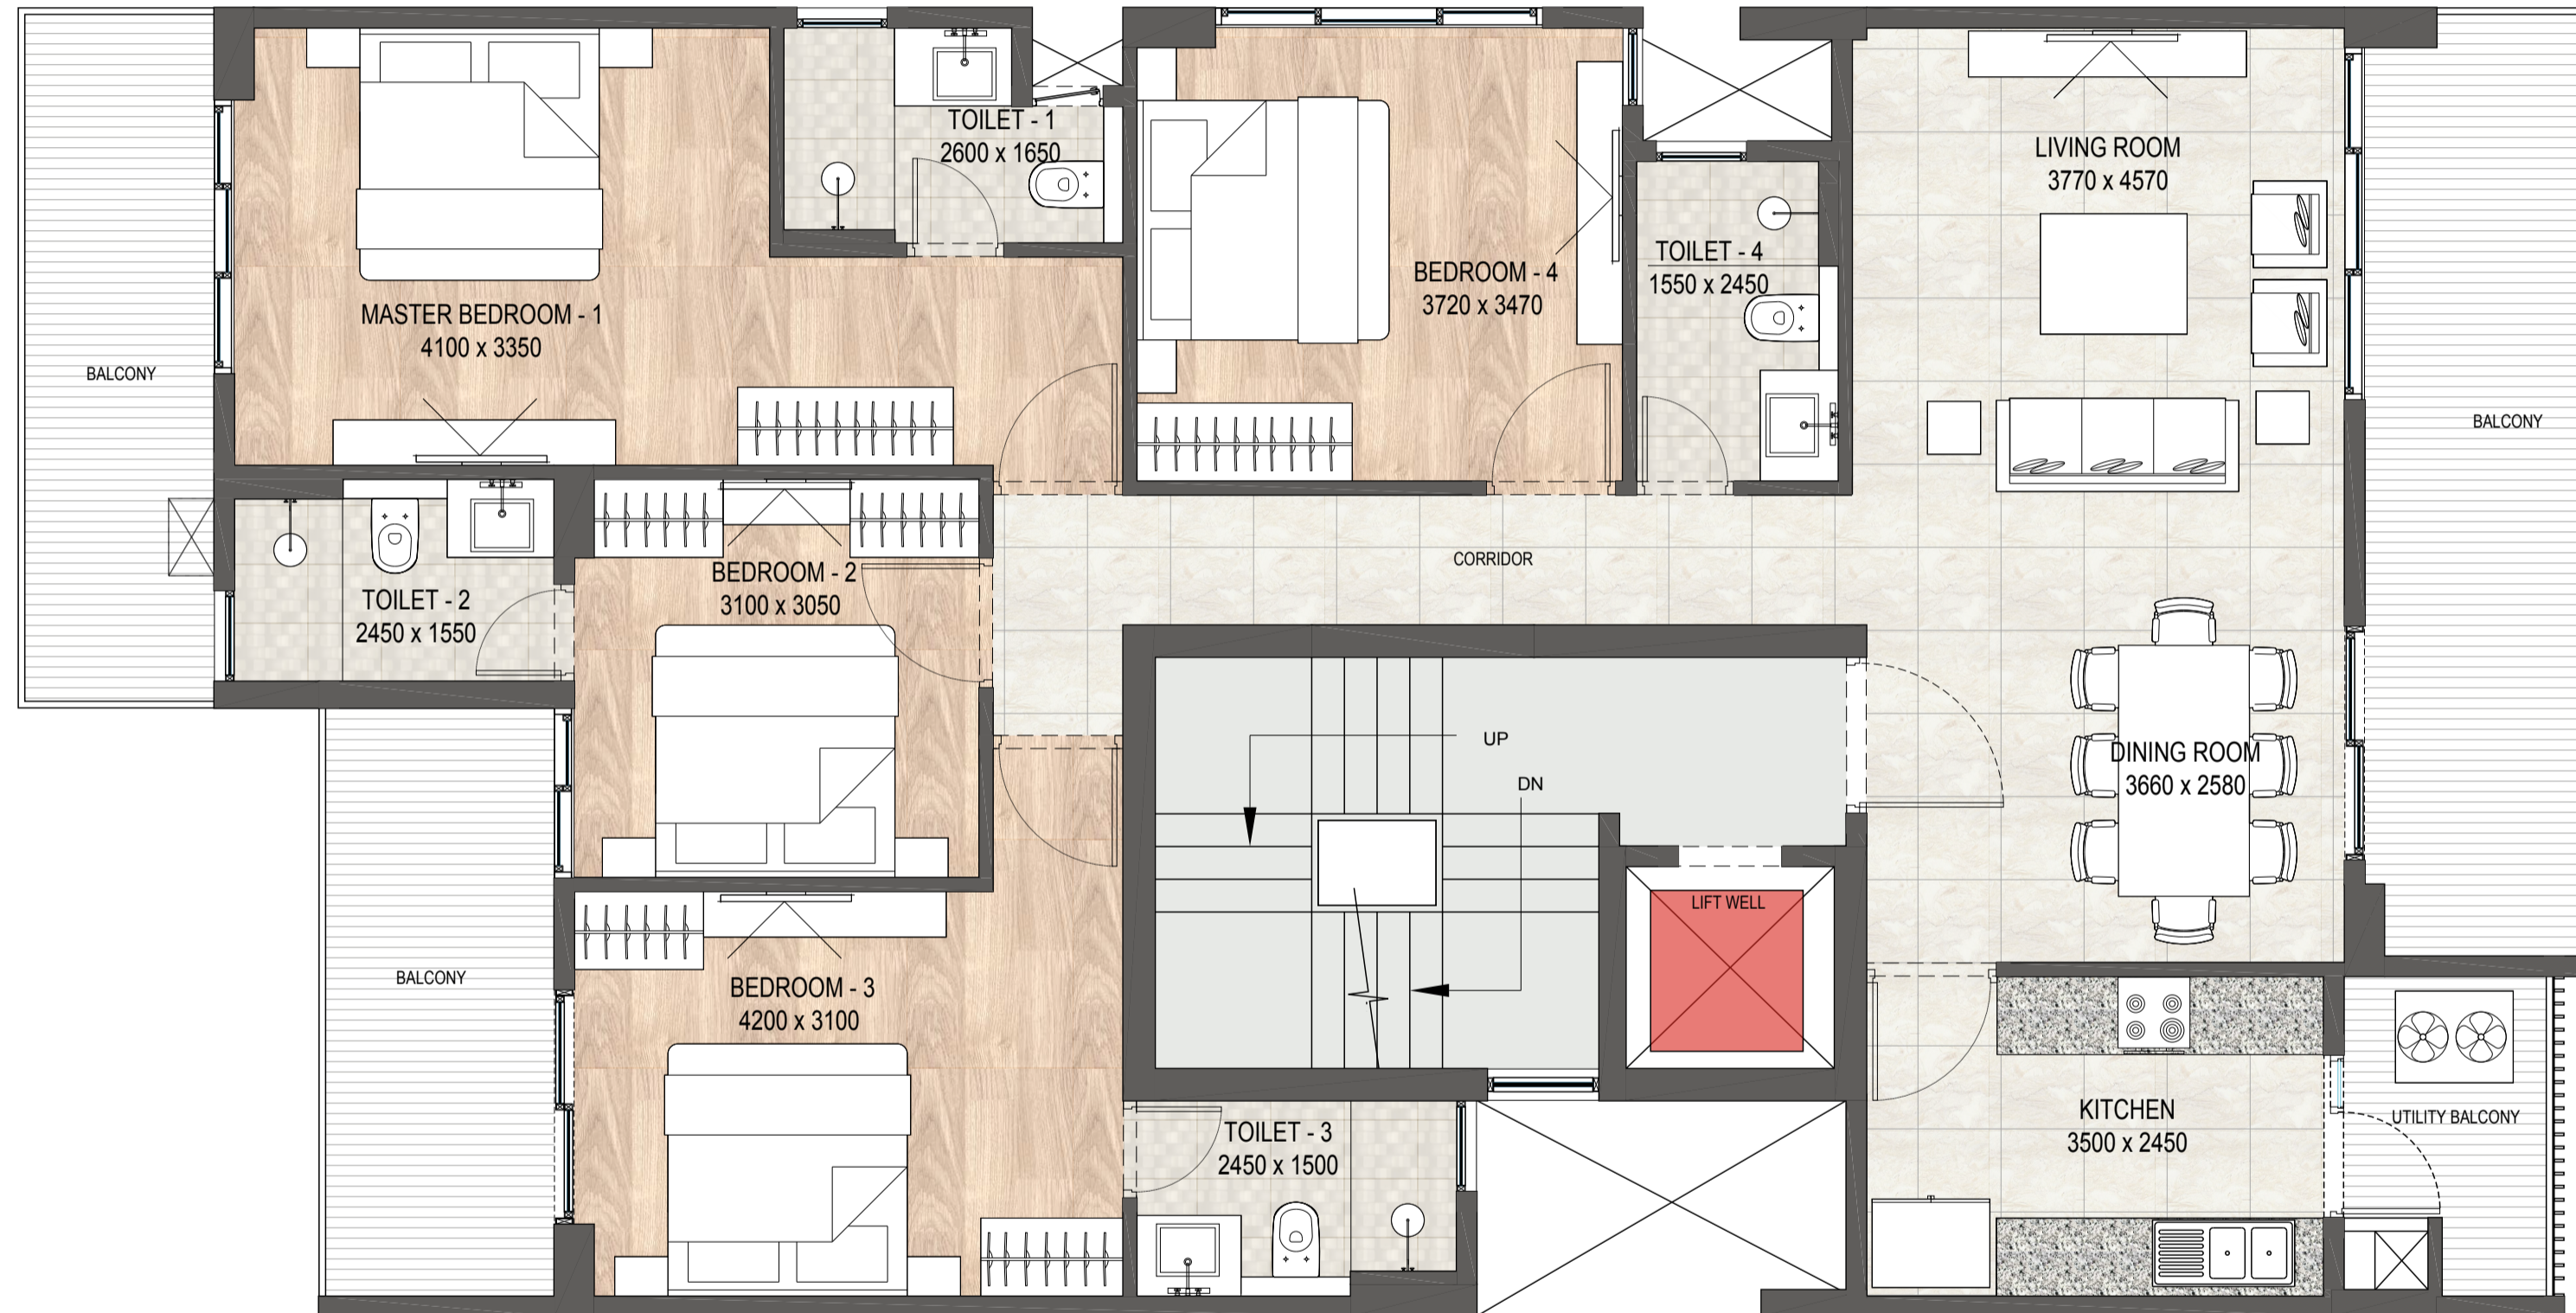 TOILET - 1
2600 x 1650
LIVING ROOM
3770 x 4570
TOILET - 4
1550 x 2450
BEDROOM - 4
3720 x 3470
MASTER BEDROOM - 1
4100 x 3350
BALCONY
BALCONY
CORRIDOR
BEDROOM - 2
3100 x 3050
TOILET - 2
2450 x 1550
UP
DN
DINING ROOM
3660 x 2580
LIFT WELL
BALCONY
BEDROOM - 3
4200 x 3100
KITCHEN
3500 x 2450
UTILITY BALCONY
TOILET - 3
2450 x 1500